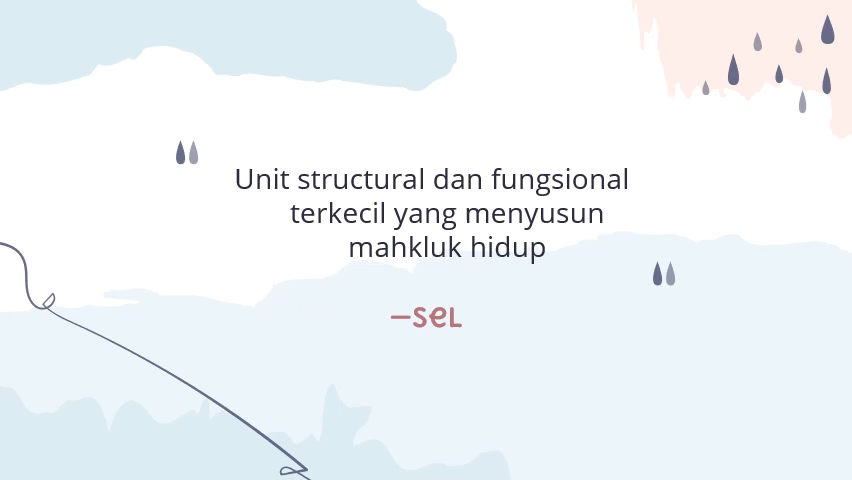 Unit structural dan fungsional
terkecil yang menyusun
mahkluk hidup
—SEL